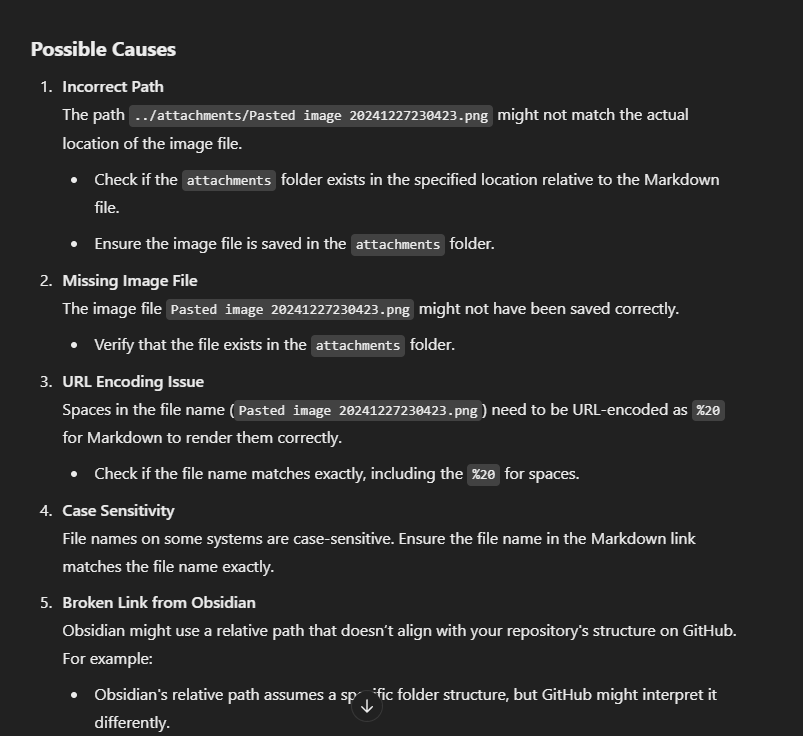 Possible Causes
1. Incorrect Path
The path ../attachments/Pasted image 20241227230423.png might not match the actual
location of the image file.
• Check if the attachments folder exists in the specified location relative to the Markdown
file.
• Ensure the image file is saved in the attachments folder.
2. Missing Image File
The image file Pasted image 20241227230423.png might not have been saved correctly.
• Verify that the file exists in the attachments folder.
3. URL Encoding Issue
Spaces in the file name (Pasted image 20241227230423.png) need to be URL-encoded as %20
for Markdown to render them correctly.
• Check if the file name matches exactly, including the %20 for spaces.
4. Case Sensitivity
File names on some systems are case-sensitive. Ensure the file name in the Markdown link
matches the file name exactly.
5. Broken Link from Obsidian
Obsidian might use a relative path that doesn't align with your repository's structure on GitHub.
For example:
• Obsidian's relative path assumes a specific folder structure, but GitHub might interpret it
differently.